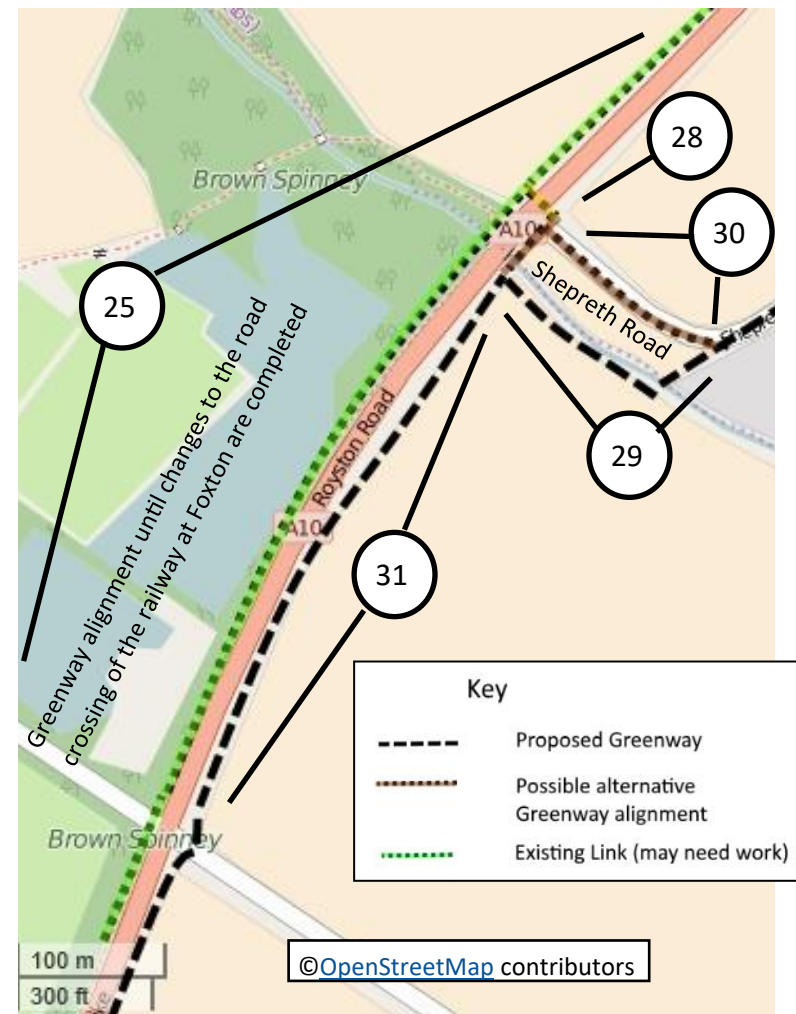 bs)
28
Brown Spinney
A10
30
Shepreth Road
Shepre
25
29
Greenway alignment until changes to the road
crossing of the railway at Foxton are completed
Royston Road
A10
31
Key
Proposed Greenway
Possible alternative
Greenway alignment
Existing Link (may need work)
Brown Spinney
100 m
300 ft
©OpenStreetMap contributors